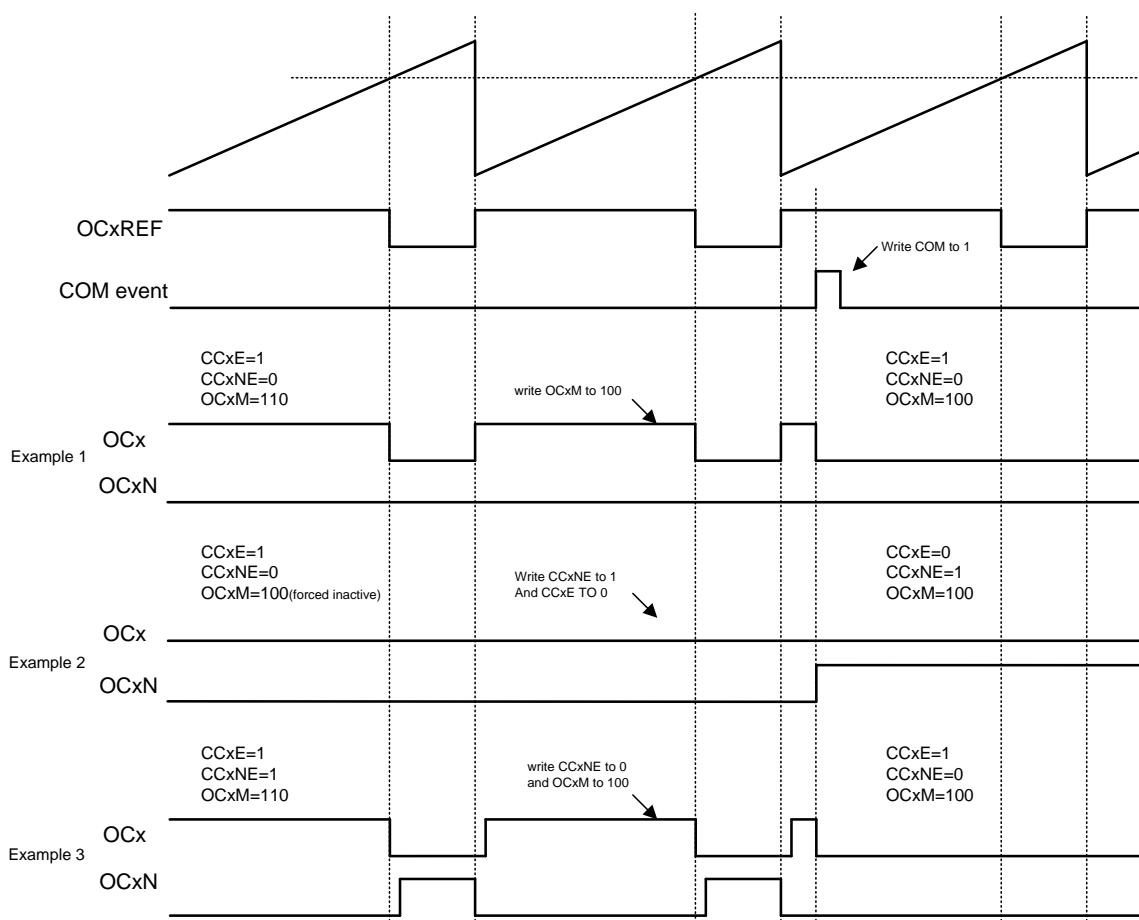 OCxREF
Write COM to 1
COM event
CCxE=1
CCxNE=0
OCxM=110
write OCxM to 100
CCxE=1
CCxNE=0
OCxM=100
OCx
Example 1
OCxN
CCxE=1
CCxNE=0
OCxM=100(forced inactive)
Write CCxNE to 1
And CCxE TO 0
CCxE=0
CCxNE=1
OCxM=100
OCx
Example 2
OCxN
CCxE=1
CCxNE=1
OCxM=110
write CCxNE to 0
and OCxM to 100
CCxE=1
CCxNE=0
OCxM=100
OCx
Example 3
OCxN